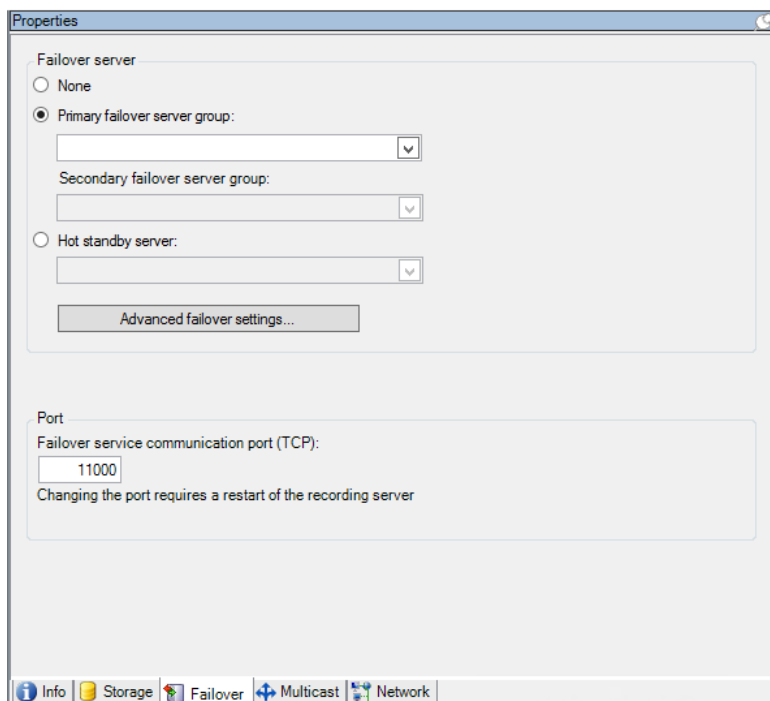 Properties
Failover server
None
Primary failover server group:
Secondary failover server group:
Hot standby server:
Advanced failover settings...
Port
Failover service communication port (TCP):
11000
Changing the port requires a restart of the recording server
Info Storage Failover Multicast Network